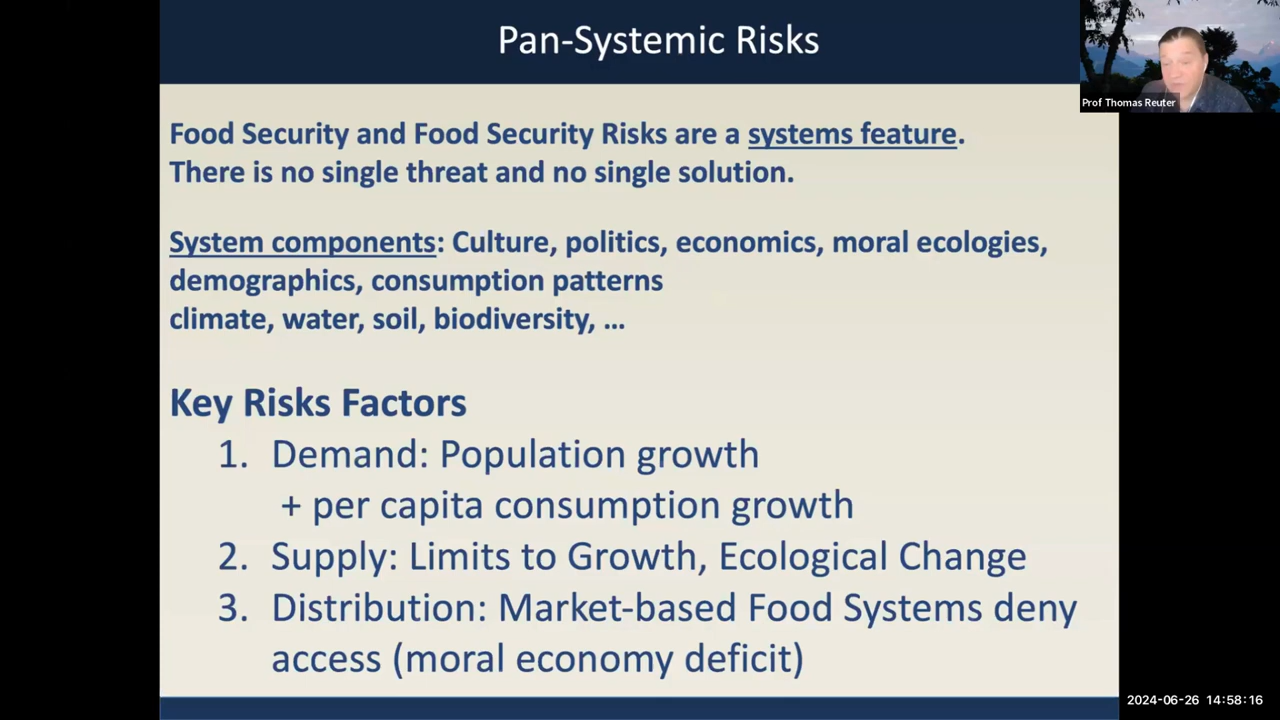 Pan-Systemic Risks
Prof Thomas Reuter
Food Security and Food Security Risks are a systems feature.
There is no single threat and no single solution.
System components: Culture, politics, economics, moral ecologies,
demographics, consumption patterns
climate, water, soil, biodiversity, ...
Key Risks Factors
1. Demand: Population growth
+ per capita consumption growth
2. Supply: Limits to Growth, Ecological Change
3. Distribution: Market-based Food Systems deny
access (moral economy deficit)
2024-06-26 14:58:16